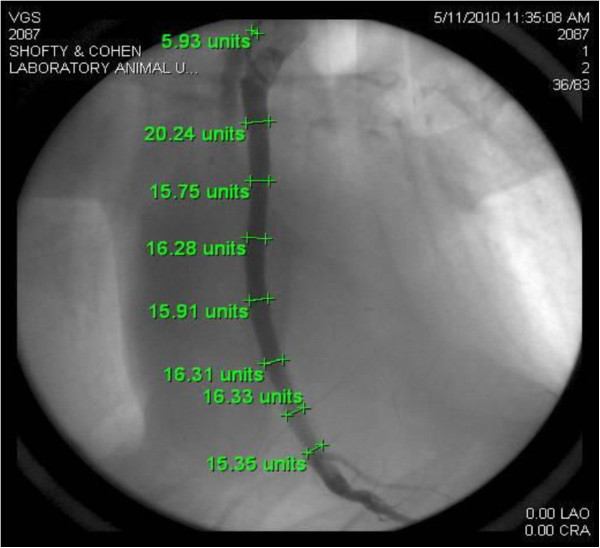 VGS
2087
SHOFTY & COHEN
LABORATORY ANIMAL U...
5/11/2010 11:35:08 AM
2087
1
2
36/83
5.93 units
20.24 units
15.75 units
16.28 units
15.91 units
16.31 units
16.33 units
15.35 units
0.00 LAO
0.00 CRA